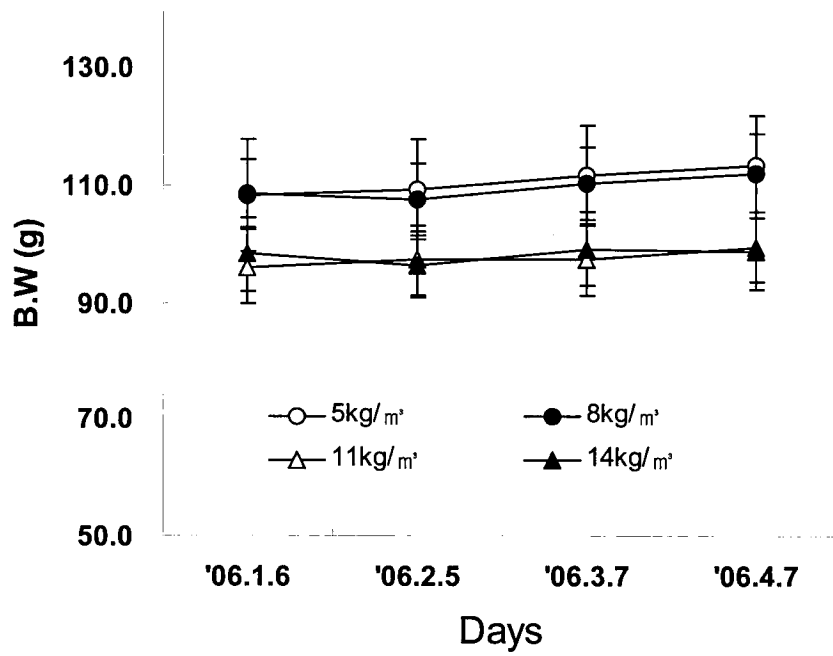 130.0
110.0
90.0
70.0
50.0
B.W (g)
5kg/㎥
8kg/㎥
11kg/㎥
14kg/㎥
'06.1.6
'06.2.5
'06.3.7
'06.4.7
Days